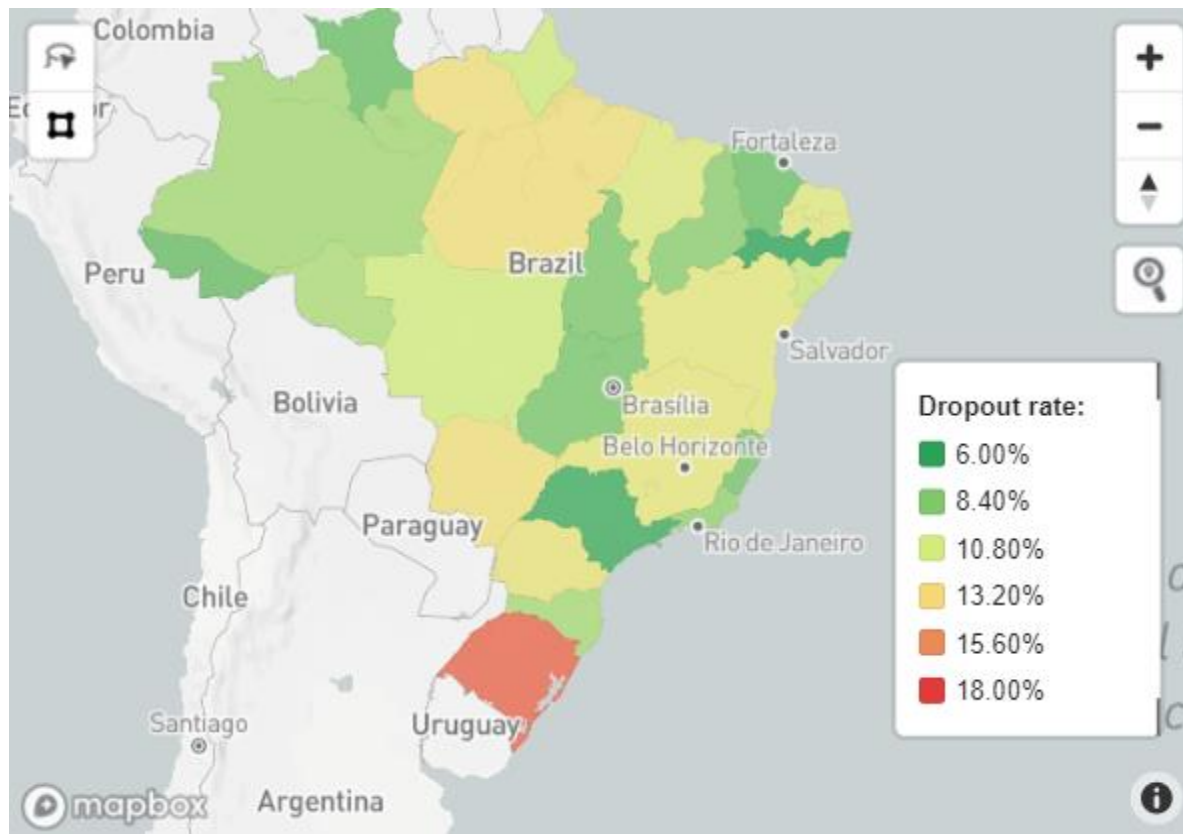 Colombia
Fortaleza
Peru
Brazil
Salvador
Bolivia
Brasília
Belo Horizonte
Paraguay
Rio de Janeiro
Chile
Santiago
Uruguay
Argentina
Dropout rate:
6.00%
8.40%
10.80%
13.20%
15.60%
18.00%
mapbox